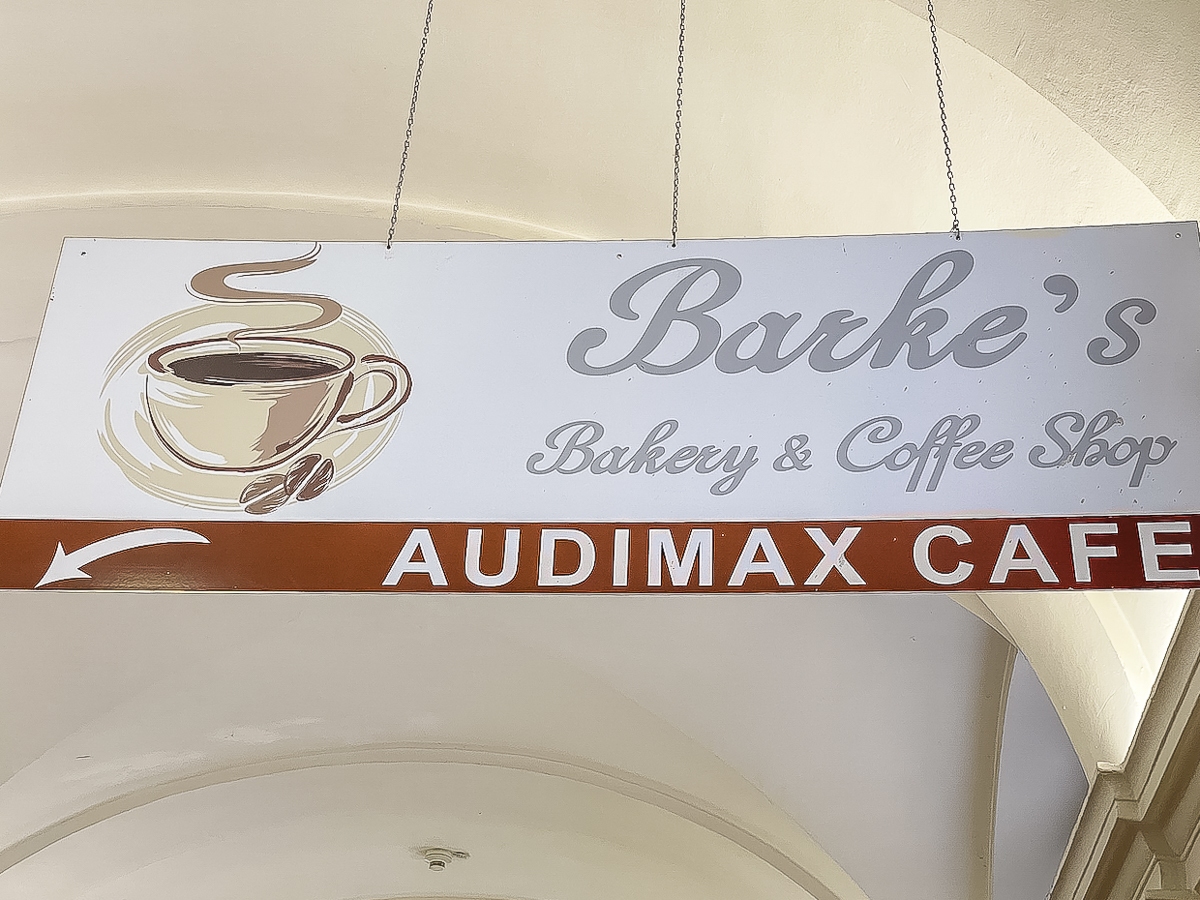 Barke's
Bakery & Coffee Shop
AUDIMAX CAFE